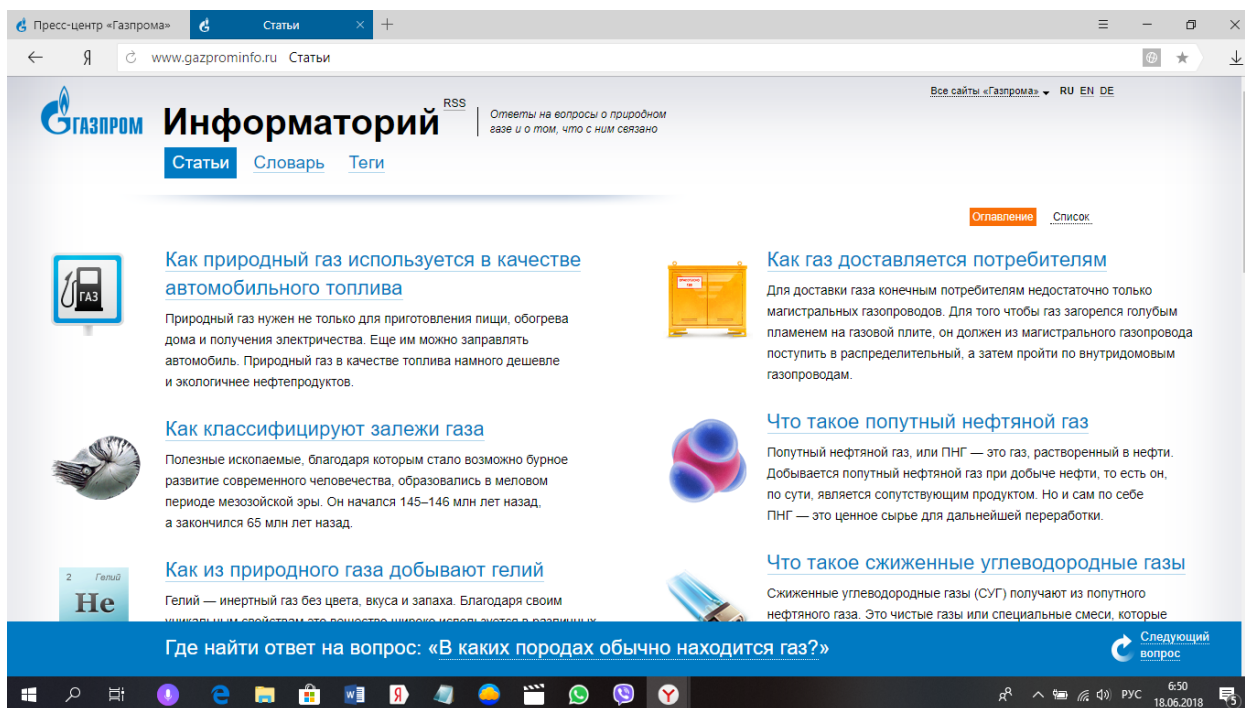 Пресс-центр «Газпрома»
Статьи
www.gazprominfo.ru Статьи
Все сайты «Газпрома» RU EN DE
ГАЗПРОМ
Информаторий RSS
Ответы на вопросы о природном
газе и о том, что с ним связано
Статьи Словарь Теги
Оглавление Список
ГАЗ
Как природный газ используется в качестве
автомобильного топлива
Природный газ нужен не только для приготовления пищи, обогрева
дома и получения электричества. Еще им можно заправлять
автомобиль. Природный газ в качестве топлива намного дешевле
и экологичнее нефтепродуктов.
Как классифицируют залежи газа
Полезные ископаемые, благодаря которым стало возможно бурное
развитие современного человечества, образовались в меловом
периоде мезозойской эры. Он начался 145–146 млн лет назад,
а закончился 65 млн лет назад.
2 Гелий
He
Как из природного газа добывают гелий
Гелий — инертный газ без цвета, вкуса и запаха. Благодаря своим
уникальным свойствам это вещество широко используется в различных
Как газ доставляется потребителям
Для доставки газа конечным потребителям недостаточно только
магистральных газопроводов. Для того чтобы газ загорелся голубым
пламенем на газовой плите, он должен из магистрального газопровода
поступить в распределительный, а затем пройти по внутридомовым
газопроводам.
Что такое попутный нефтяной газ
Попутный нефтяной газ, или ПНГ — это газ, растворенный в нефти.
Добывается попутный нефтяной газ при добыче нефти, то есть он,
по сути, является сопутствующим продуктом. Но и сам по себе
ПНГ — это ценное сырье для дальнейшей переработки.
Что такое сжиженные углеводородные газы
Сжиженные углеводородные газы (СУГ) получают из попутного
нефтяного газа. Это чистые газы или специальные смеси, которые
Где найти ответ на вопрос: «В каких породах обычно находится газ?»
Следующий
вопрос
РУС
6:50
18.06.2018
5